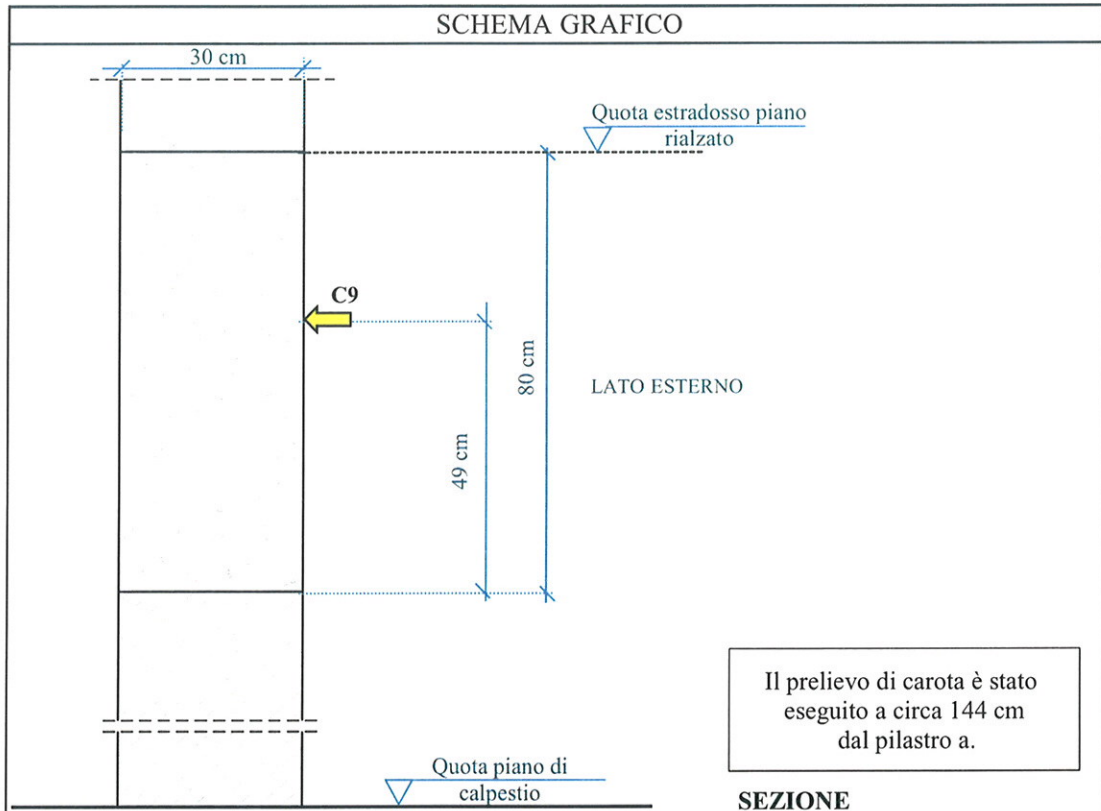 SCHEMA GRAFICO
30 cm
Quota estradosso piano
rialzato
C9
80 cm
LATO ESTERNO
49 cm
Il prelievo di carota è stato
eseguito a circa 144 cm
dal pilastro a.
Quota piano di
calpestio
SEZIONE